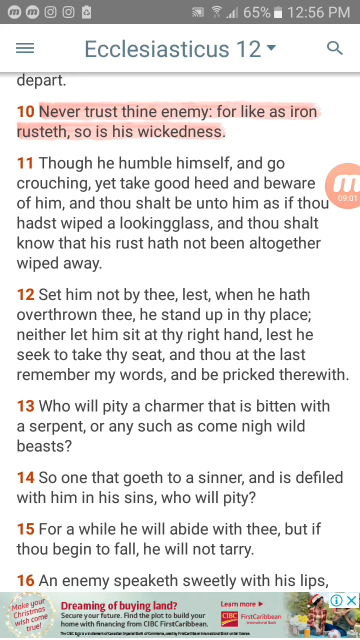 65% 12:56 PM
Ecclesiasticus 12
depart.
10 Never trust thine enemy: for like as iron
rusteth, so is his wickedness.
11 Though he humble himself, and go
crouching, yet take good heed and beware
of him, and thou shalt be unto him as if thou
hadst wiped a lookingglass, and thou shalt
know that his rust hath not been altogether
wiped away.
09:01
12 Set him not by thee, lest, when he hath
overthrown thee, he stand up in thy place;
neither let him sit at thy right hand, lest he
seek to take thy seat, and thou at the last
remember my words, and be pricked therewith.
13 Who will pity a charmer that is bitten with
a serpent, or any such as come nigh wild
beasts?
14 So one that goeth to a sinner, and is defiled
with him in his sins, who will pity?
15 For a while he will abide with thee, but if
thou begin to fall, he will not tarry.
16 An enemy speaketh sweetly with his lips,
Make your
Christmas
wish come
true!
Dreaming of buying land?
Secure your future. Find the plot to build your
home with financing from CIBC FirstCaribbean.
Learn more
CIBC
FirstCaribbean